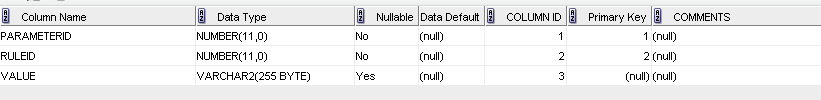 Column Name Data Type Nullable Data Default COLUMN ID Primary Key COMMENTS
PARAMETERID NUMBER(11,0) No (null) 1 1 (null)
RULEID NUMBER(11,0) No (null) 2 2 (null)
VALUE VARCHAR2(255 BYTE) Yes (null) 3 (null) (null)